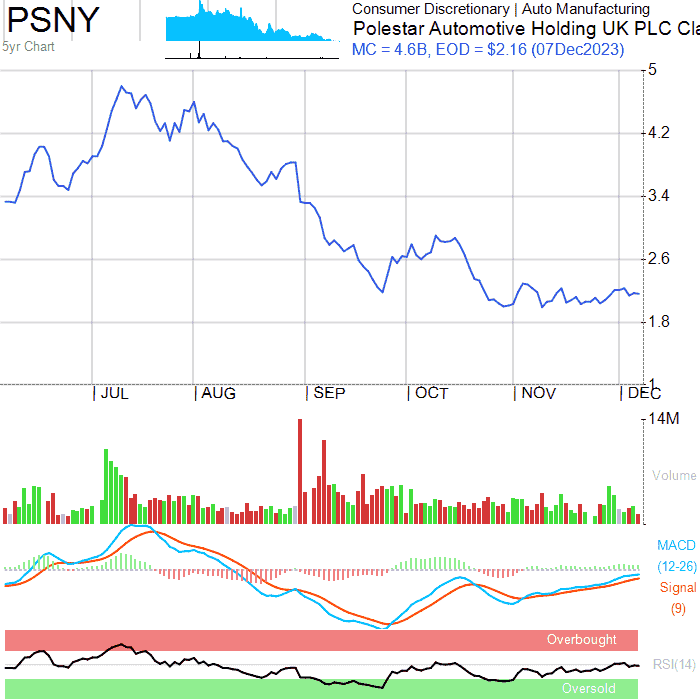 PSNY
5yr Chart
Consumer Discretionary | Auto Manufacturing
Polestar Automotive Holding UK PLC Cla
MC = 4.6B, EOD = $2.16 (07Dec2023)
5
4.2
3.4
2.6
1.8
1
| JUL | AUG | SEP | OCT | NOV | DEC
14M
Volume
MACD
(12-26)
Signal
(9)
Overbought
RSI(14)
Oversold